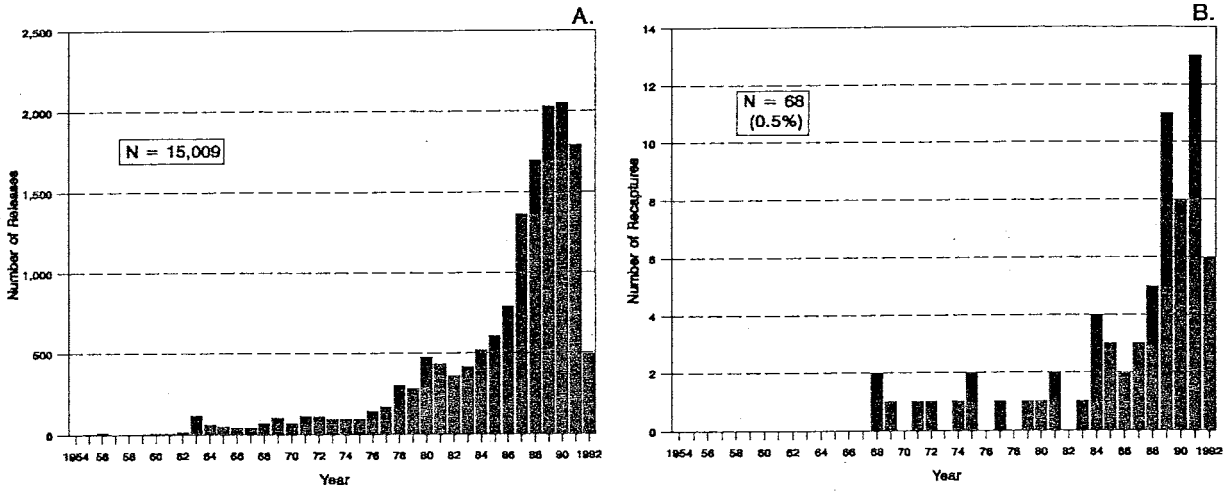 A.
2,500
2,000
1,500
1,000
500
0
Number of Releases
N = 15,009
1954 56 58 60 62 64 66 68 70 72 74 76 78 80 82 84 86 88 90 1992
Year
B.
14
12
10
8
6
4
2
0
Number of Recaptures
N = 68
(0.5%)
1954 56 58 60 62 64 66 68 70 72 74 76 78 80 82 84 86 88 90 1992
Year